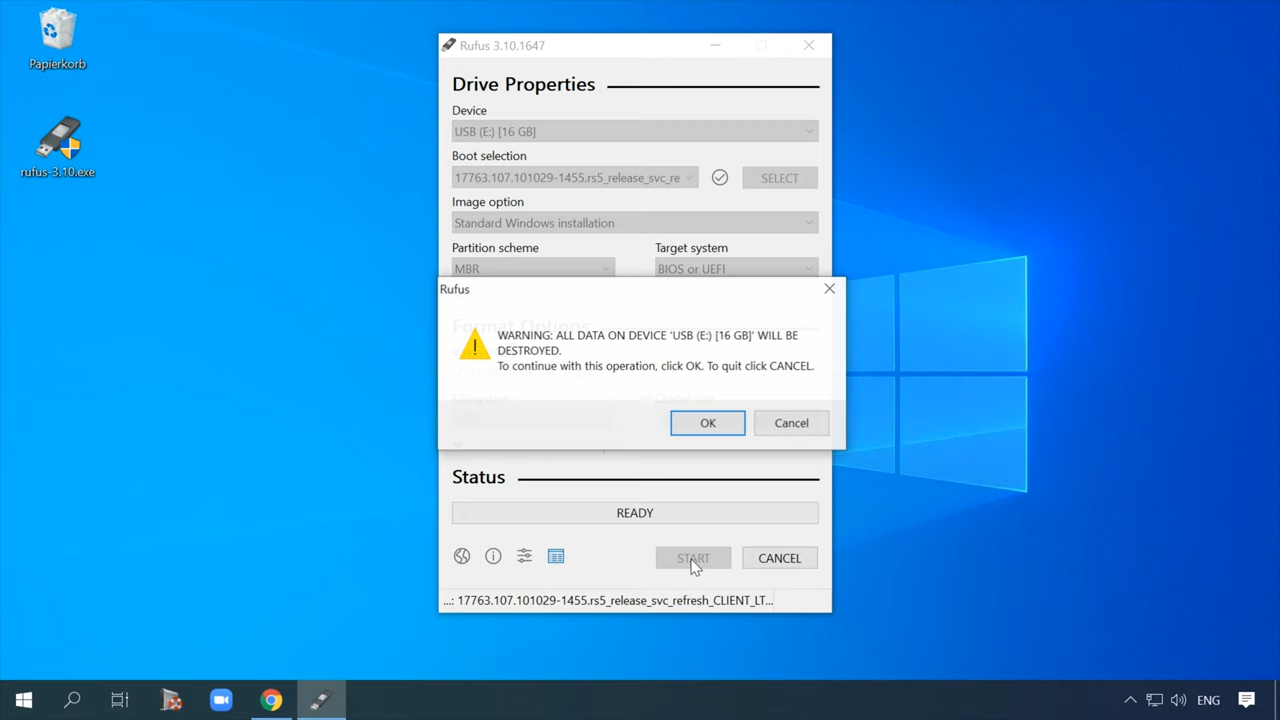 Papierkorb
rufus-3.10.exe
Rufus 3.10.1647
Drive Properties
Device
USB (E:) [16 GB]
Boot selection
17763.107.101029-1455.rs5_release_svc_re
SELECT
Image option
Standard Windows installation
Partition scheme
Target system
MBR
BIOS or UEFI
Rufus
Format Options
WARNING: ALL DATA ON DEVICE 'USB (E:) [16 GB]' WILL BE
DESTROYED.
To continue with this operation, click OK. To quit click CANCEL.
OK
Cancel
Status
READY
START
CANCEL
...: 17763.107.101029-1455.rs5_release_svc_refresh_CLIENT_LT...
ENG